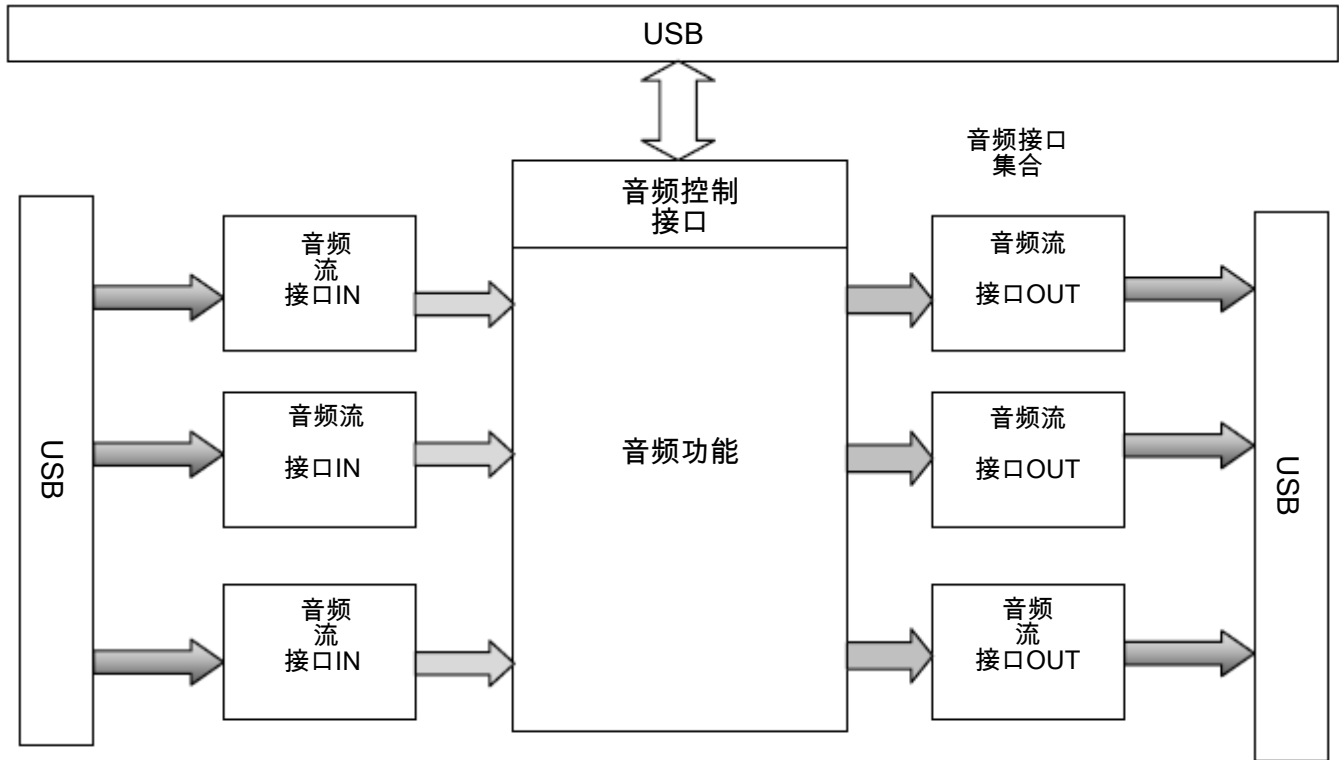 USB
音频接口
集合
音频控制
接口
音频
流
接口IN
音频流
接口OUT
音频流
接口IN
音频功能
音频流
接口OUT
音频
流
接口IN
音频
流
接口OUT
USB
USB